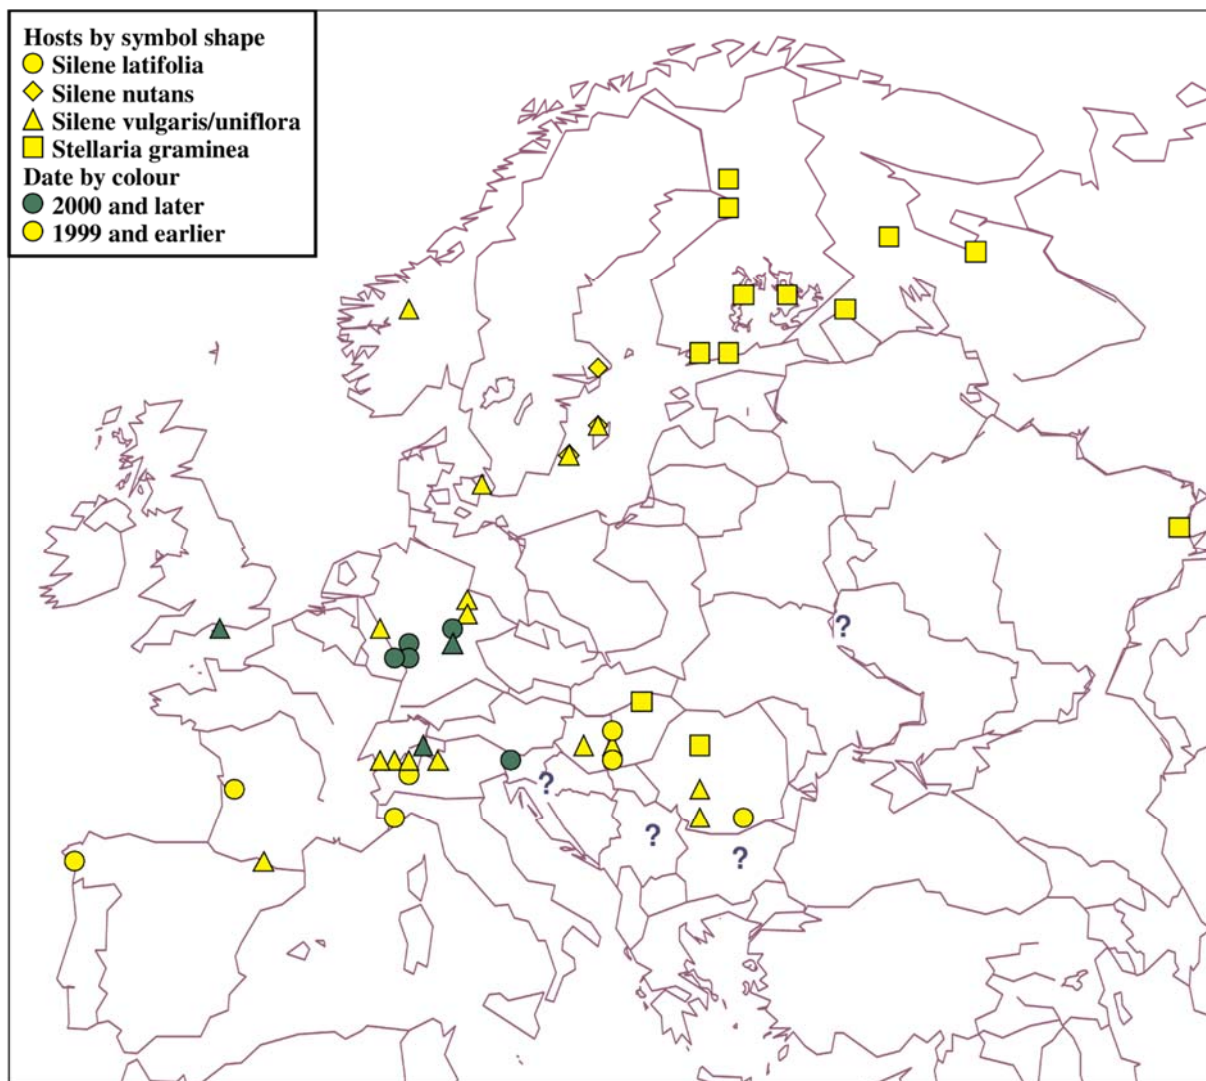 Hosts by symbol shape
Silene latifolia
Silene nutans
Silene vulgaris/uniflora
Stellaria graminea
Date by colour
2000 and later
1999 and earlier
?
?
?
?